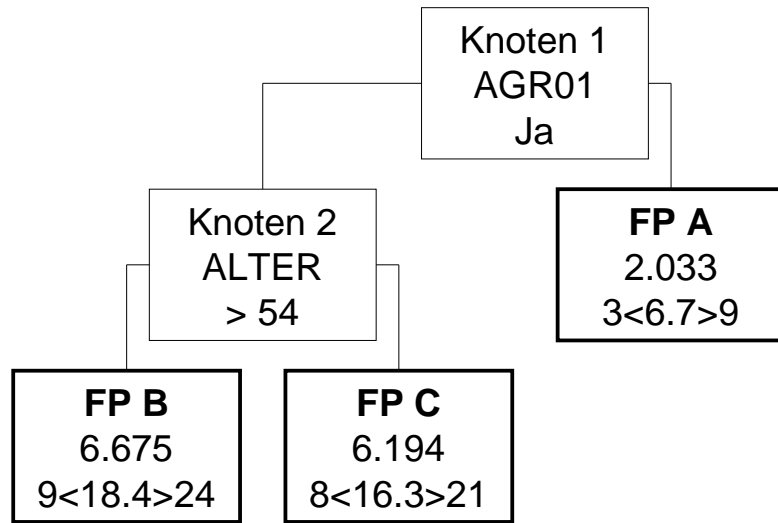 Knoten 1
AGR01
Ja
Knoten 2
ALTER
> 54
FP A
2.033
3<6.7>9
FP B
6.675
9<18.4>24
FP C
6.194
8<16.3>21